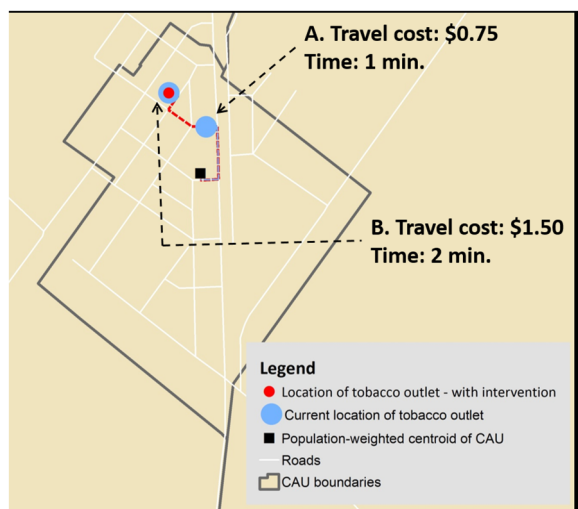 A. Travel cost: $0.75
Time: 1 min.
B. Travel cost: $1.50
Time: 2 min.
Legend
Location of tobacco outlet - with intervention
Current location of tobacco outlet
Population-weighted centroid of CAU
Roads
CAU boundaries